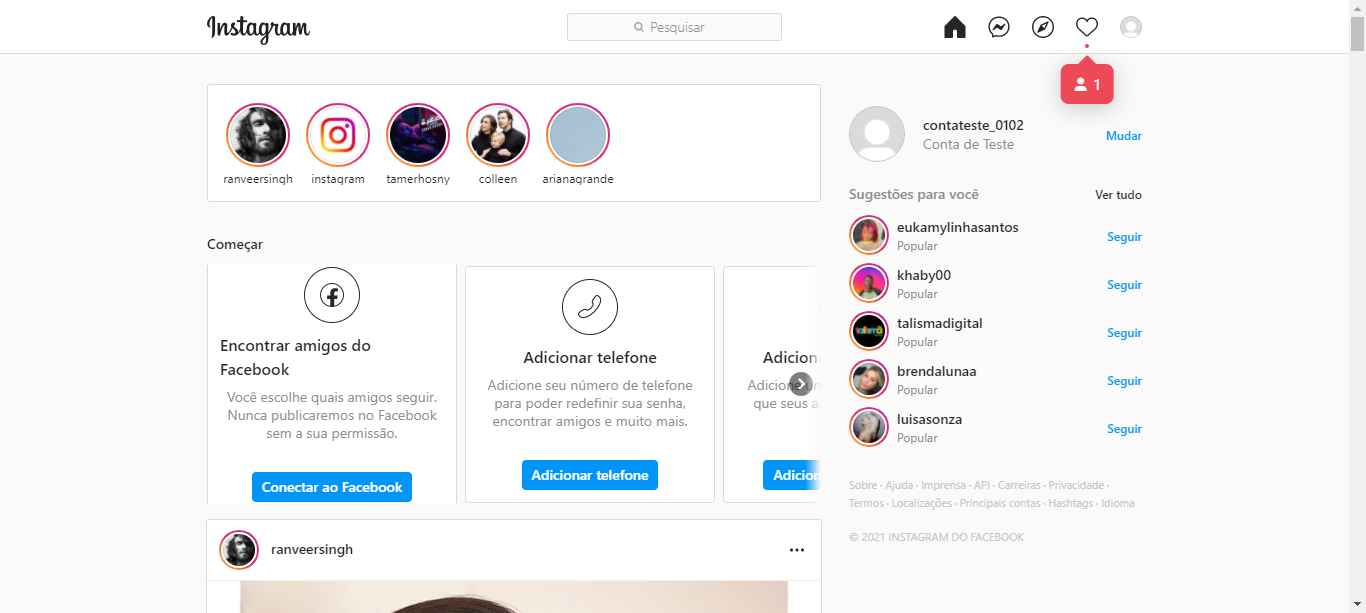 Instagram
Pesquisar
1
ranveersingh
instagram
tamerhosny
colleen
arianagrande
contateste_0102
Conta de Teste
Mudar
Sugestões para você
Ver tudo
eukamylinhasantos
Popular
Seguir
khaby00
Popular
Seguir
talismadigital
Popular
Seguir
brendalunaa
Popular
Seguir
luisasonza
Popular
Seguir
Começar
Encontrar amigos do
Facebook
Você escolhe quais amigos seguir.
Nunca publicaremos no Facebook
sem a sua permissão.
Conectar ao Facebook
Adicionar telefone
Adicione seu número de telefone
para poder redefinir sua senha,
encontrar amigos e muito mais.
Adicionar telefone
Adicion
Adicione um
que seus a
Adicion
ranveersingh
Sobre · Ajuda · Imprensa · API · Carreiras · Privacidade ·
Termos · Localizações · Principais contas · Hashtags · Idioma
© 2021 INSTAGRAM DO FACEBOOK